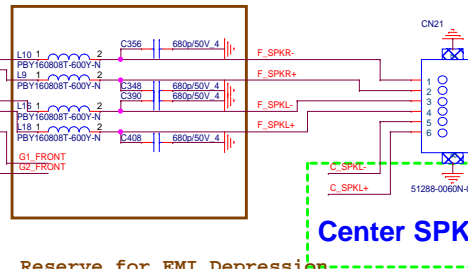 CN21
C356 680p/50V_4
L10 1 2
PBY160808T-600Y-N
F_SPKR-
L9 1 2
PBY160808T-600Y-N
F_SPKR+
C348 680p/50V_4
C390 680p/50V_4
L16 1 2
PBY160808T-600Y-N
F_SPKL-
L18 1 2
PBY160808T-600Y-N
F_SPKL+
C408 680p/50V_4
1
2
3
4
5
6
G1_FRONT
G2_FRONT
C_SPKL-
C_SPKL+
51288-0060N-
Center SPK
Reserve for EMI Depression